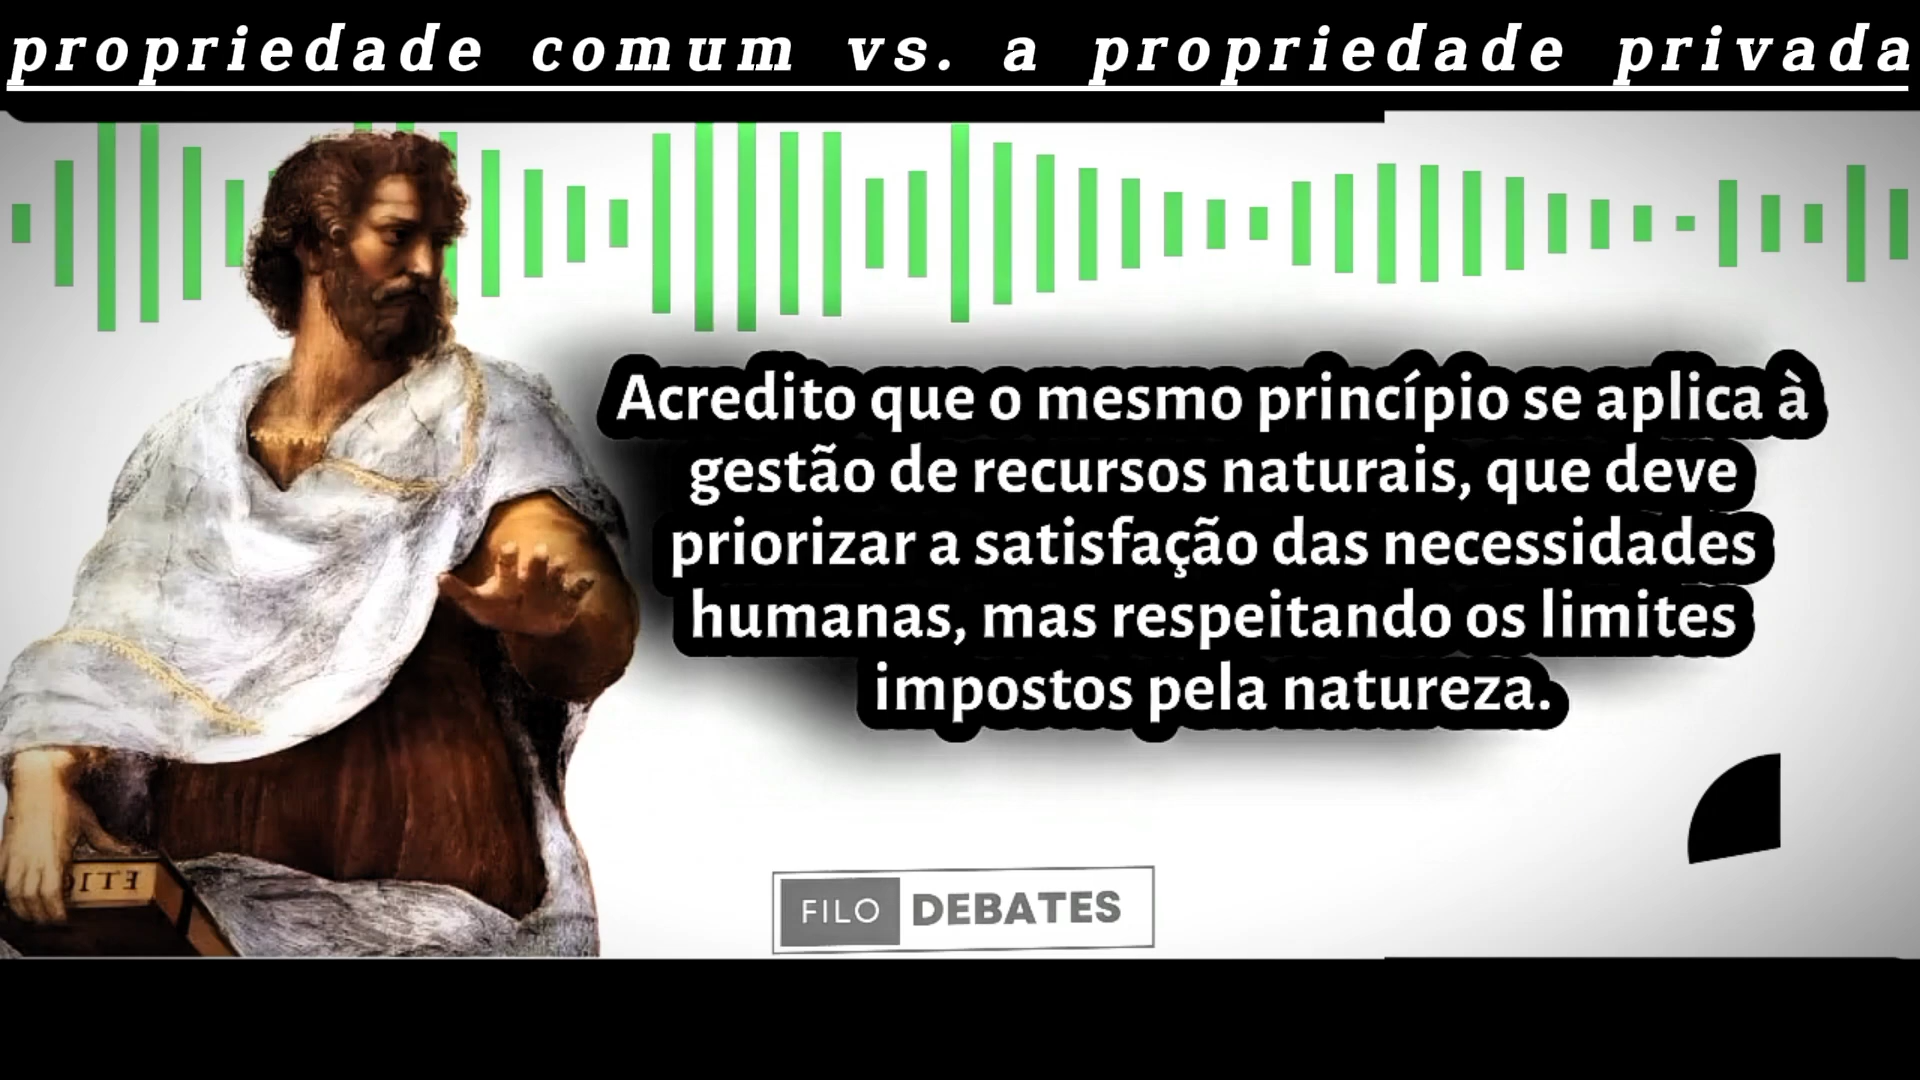 propriedade comum vs. a propriedade privada
Acredito que o mesmo princípio se aplica à
gestão de recursos naturais, que deve
priorizar a satisfação das necessidades
humanas, mas respeitando os limites
impostos pela natureza.
FILO DEBATES